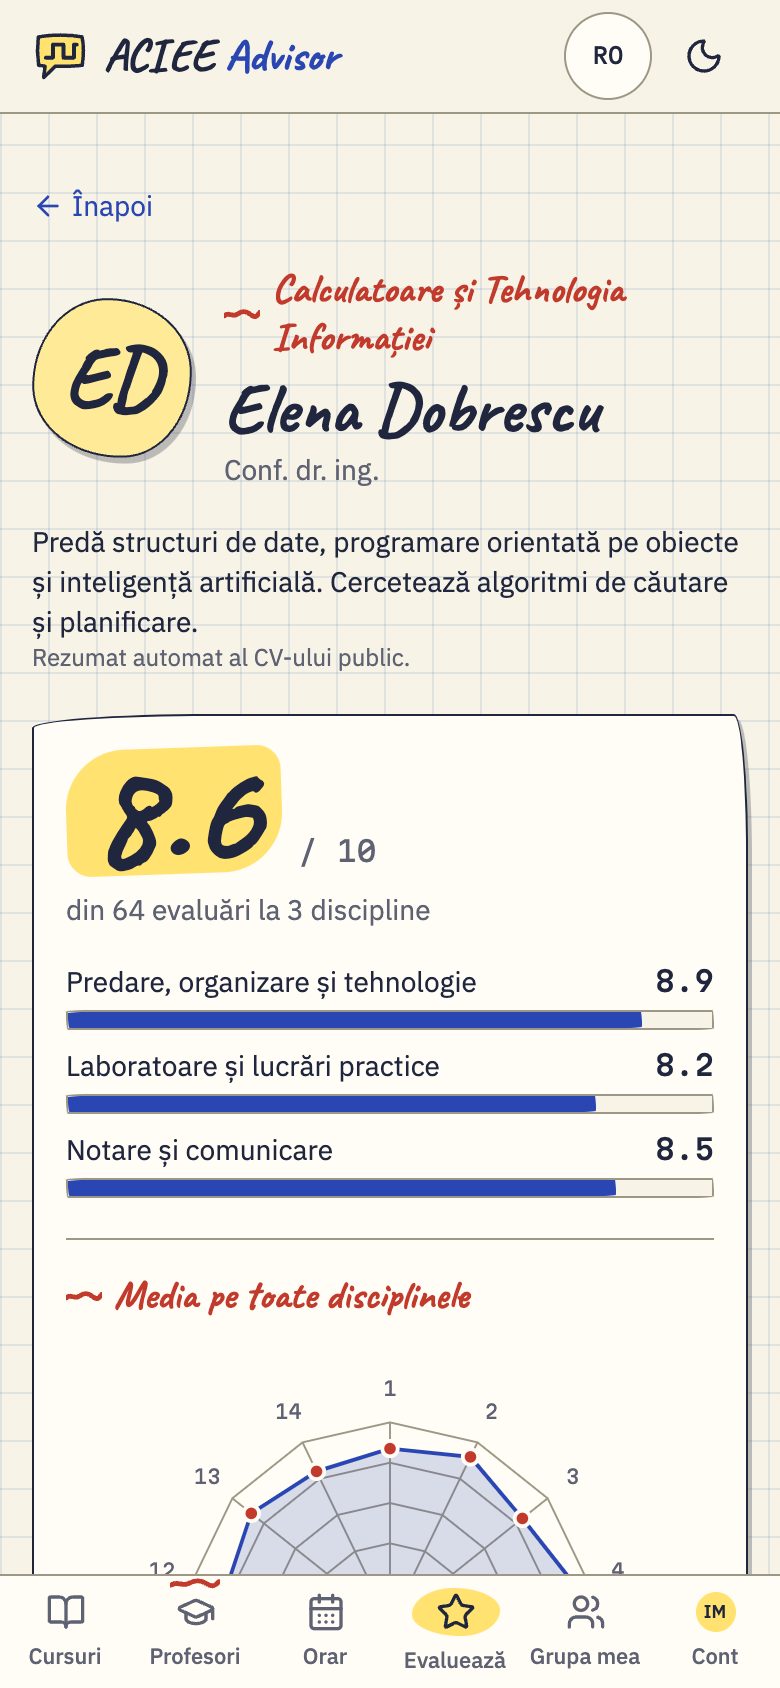 ACIEE Advisor
RO
Înapoi
Calculatoare și Tehnologia
Informației
ED
Elena Dobrescu
Conf. dr. ing.
Predă structuri de date, programare orientată pe obiecte
și inteligență artificială. Cercetează algoritmi de căutare
și planificare.
Rezumat automat al CV-ului public.
8.6 / 10
din 64 evaluări la 3 discipline
Predare, organizare și tehnologie 8.9
Laboratoare și lucrări practice 8.2
Notare și comunicare 8.5
Media pe toate disciplinele
1
14 2
13 3
12 4
IM
Cursuri Profesori Orar Evaluează Grupa mea Cont